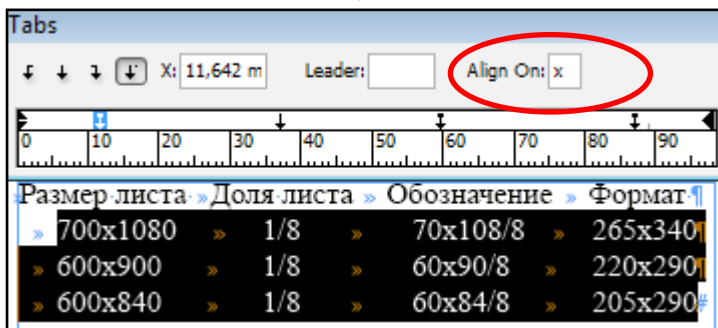 Tabs
X: 11,642 m Leader: Align On: x
0 10 20 30 40 50 60 70 80 90
Размер листа » Доля листа » Обозначение » Формат¶
» 700x1080 » 1/8 » 70x108/8 » 265x340¶
» 600x900 » 1/8 » 60x90/8 » 220x290¶
» 600x840 » 1/8 » 60x84/8 » 205x290#